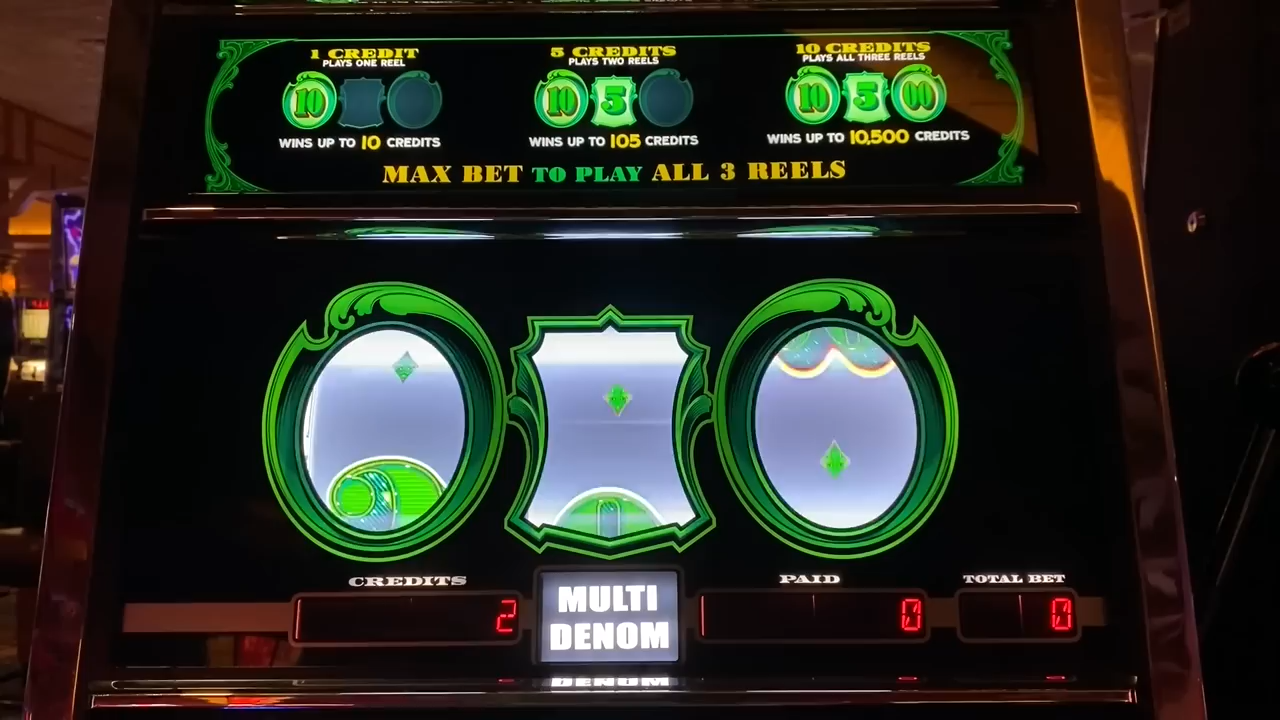 1 CREDIT
PLAYS ONE REEL
10
WINS UP TO 10 CREDITS
5 CREDITS
PLAYS TWO REELS
10 5
WINS UP TO 105 CREDITS
10 CREDITS
PLAYS ALL THREE REELS
10 5 00
WINS UP TO 10,500 CREDITS
MAX BET TO PLAY ALL 3 REELS
CREDITS
2
MULTI
DENOM
PAID
0
TOTAL BET
0